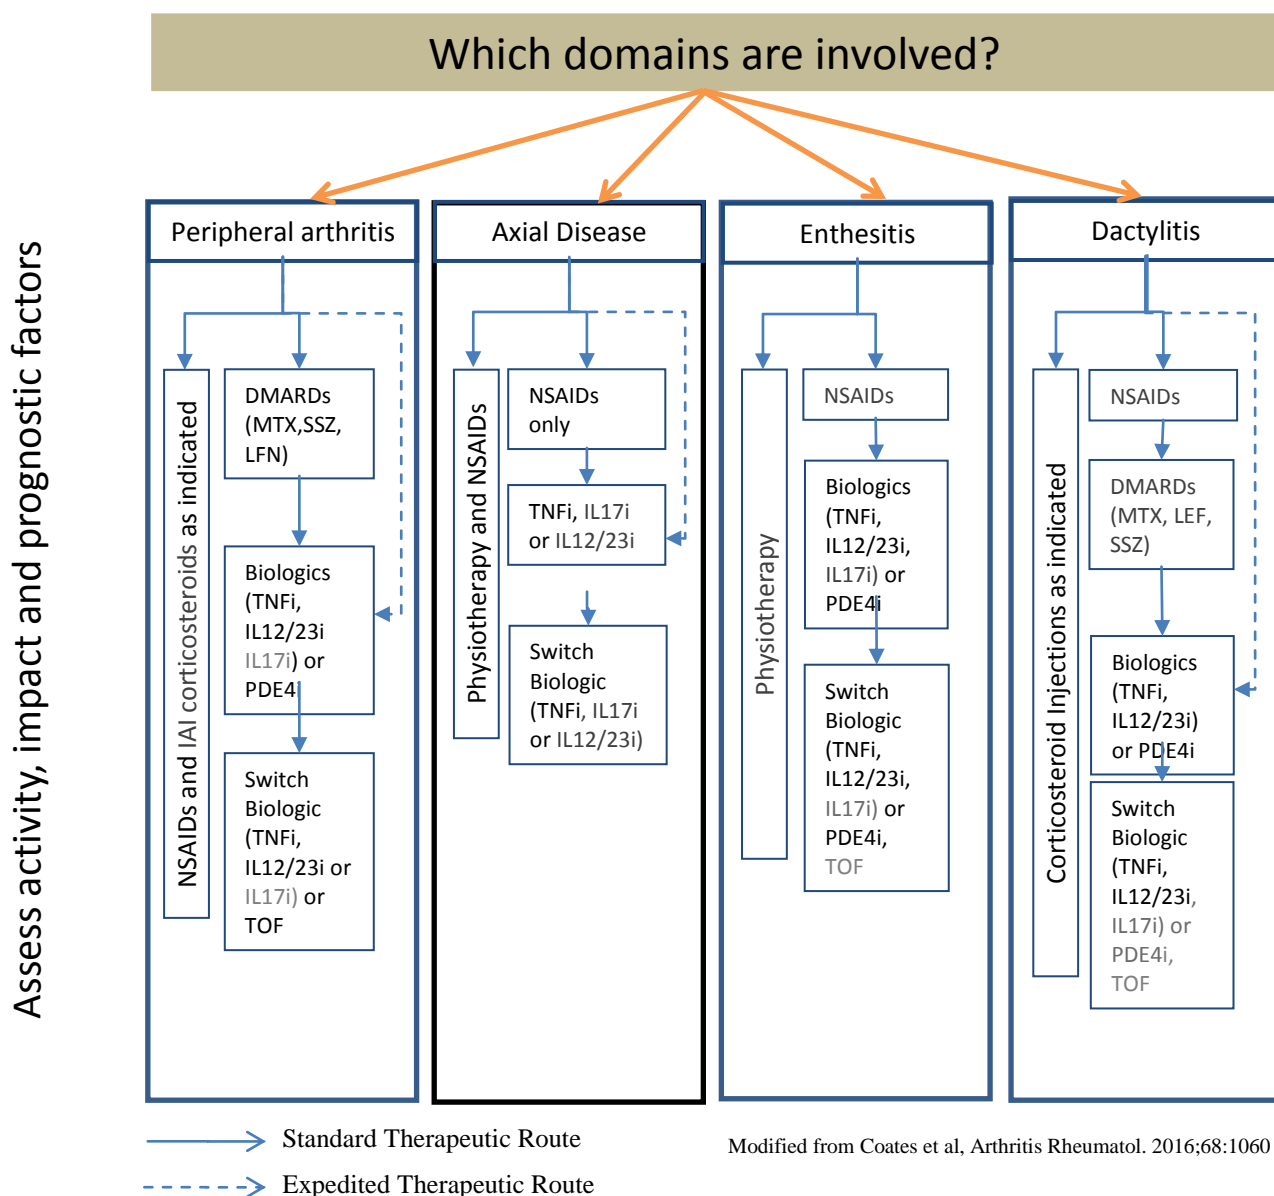 Which domains are involved?
Assess activity, impact and prognostic factors
Peripheral arthritis
NSAIDs and IAI corticosteroids as indicated
DMARDs
(MTX,SSZ,
LFN)
Biologics
(TNFi,
IL12/23i
IL17i) or
PDE4i
Switch
Biologic
(TNFi,
IL12/23i or
IL17i) or
TOF
Axial Disease
Physiotherapy and NSAIDs
NSAIDs
only
TNFi, IL17i
or IL12/23i
Switch
Biologic
(TNFi, IL17i
or IL12/23i)
Enthesitis
Physiotherapy
NSAIDs
Biologics
(TNFi,
IL12/23i,
IL17i) or
PDE4i
Switch
Biologic
(TNFi,
IL12/23i,
IL17i) or
PDE4i,
TOF
Dactylitis
Corticosteroid Injections as indicated
NSAIDs
DMARDs
(MTX, LEF,
SSZ)
Biologics
(TNFi,
IL12/23i)
or PDE4i
Switch
Biologic
(TNFi,
IL12/23i,
IL17i) or
PDE4i,
TOF
Standard Therapeutic Route
Expedited Therapeutic Route
Modified from Coates et al, Arthritis Rheumatol. 2016;68:1060